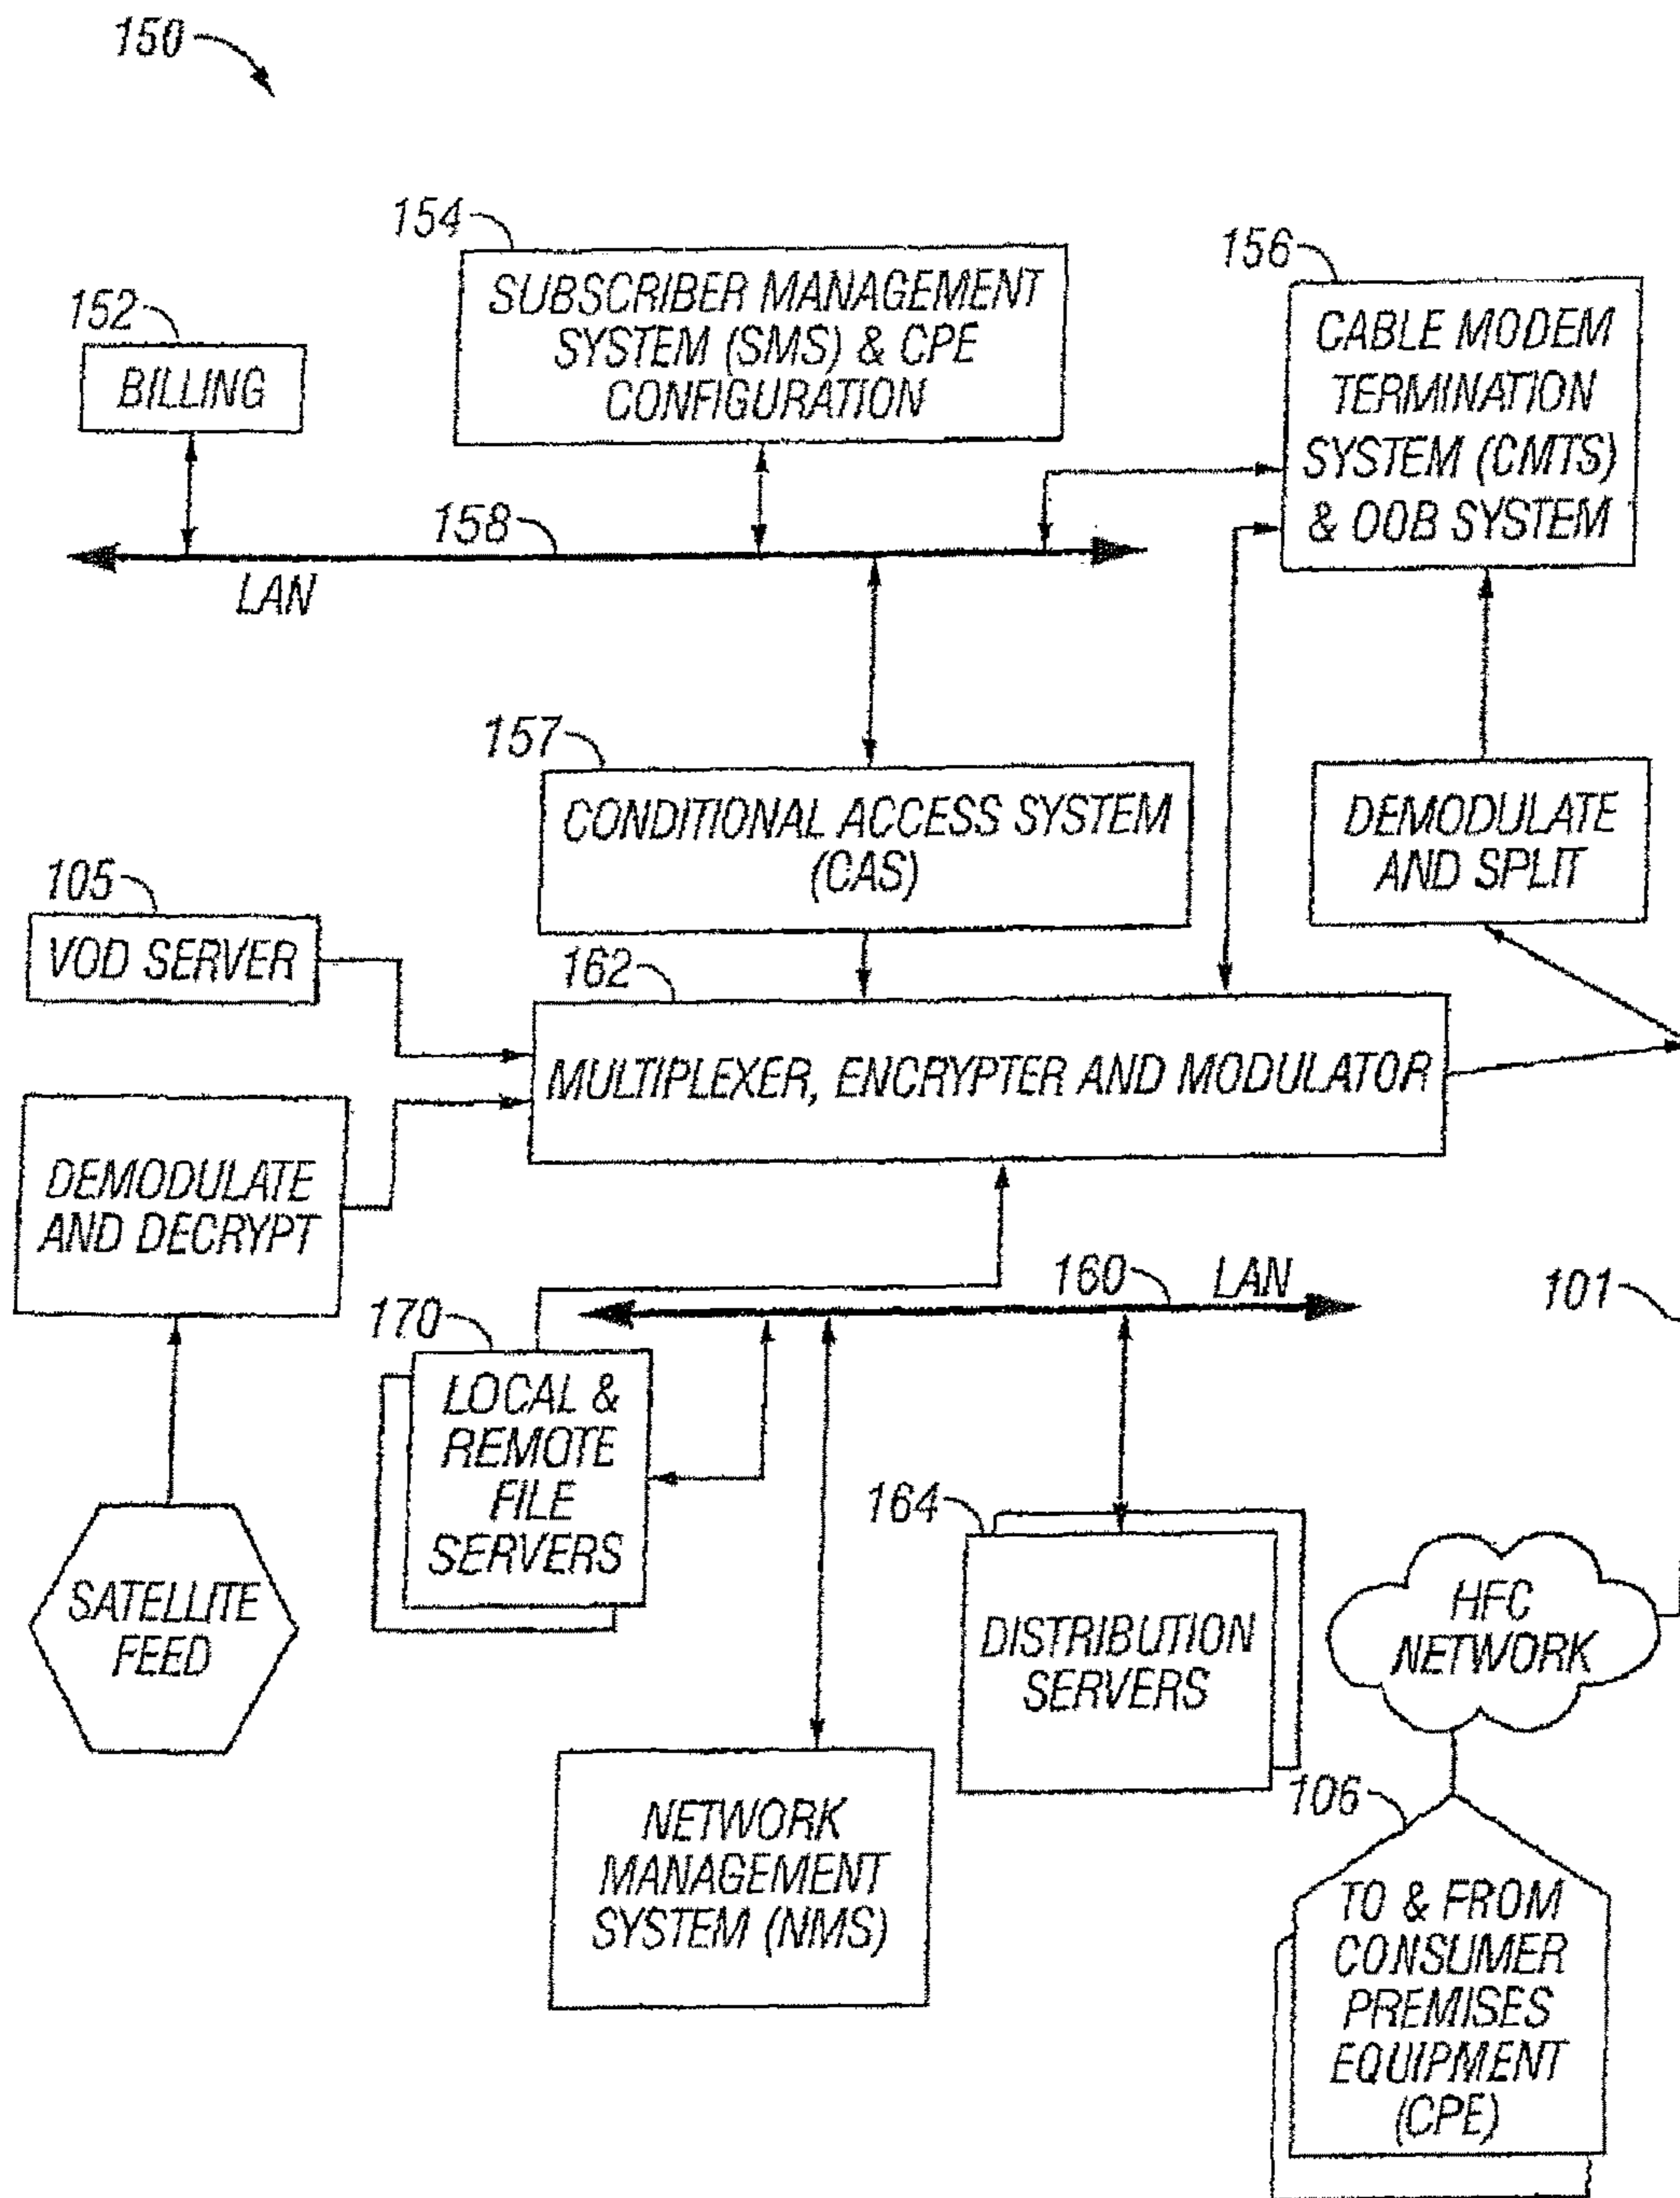 150
154
SUBSCRIBER MANAGEMENT
SYSTEM (SMS) & CPE
CONFIGURATION
156
CABLE MODEM
TERMINATION
SYSTEM (CMTS)
& OOB SYSTEM
152
BILLING
158
LAN
157
CONDITIONAL ACCESS SYSTEM
(CAS)
DEMODULATE
AND SPLIT
105
VOD SERVER
162
MULTIPLEXER, ENCRYPTER AND MODULATOR
DEMODULATE
AND DECRYPT
160
LAN
101
170
LOCAL &
REMOTE
FILE
SERVERS
SATELLITE
FEED
164
DISTRIBUTION
SERVERS
HFC
NETWORK
NETWORK
MANAGEMENT
SYSTEM (NMS)
106
TO & FROM
CONSUMER
PREMISES
EQUIPMENT
(CPE)